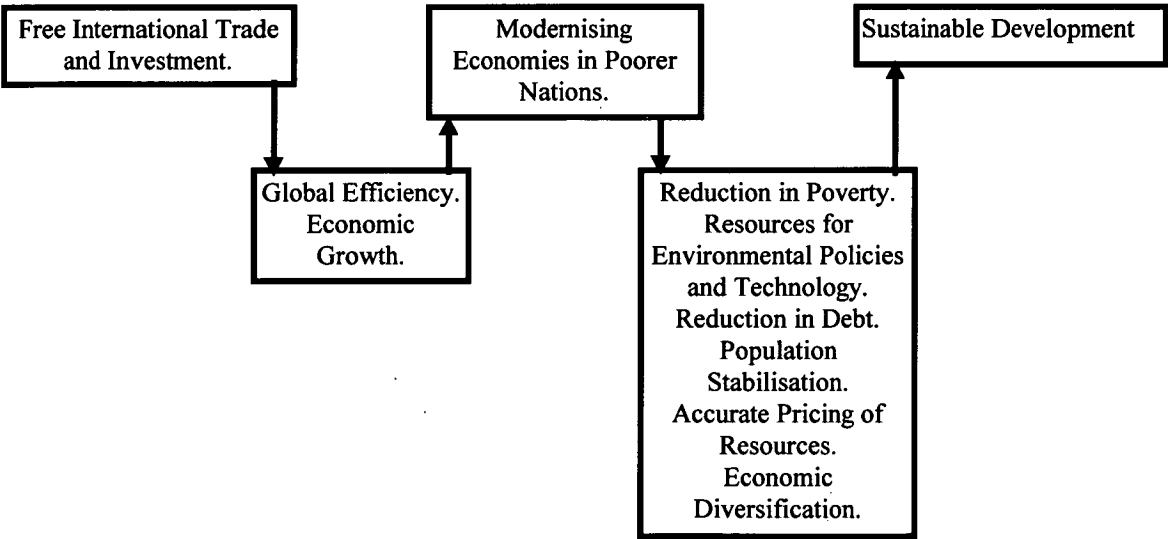 Free International Trade
and Investment.
Global Efficiency.
Economic
Growth.
Modernising
Economies in Poorer
Nations.
Reduction in Poverty.
Resources for
Environmental Policies
and Technology.
Reduction in Debt.
Population
Stabilisation.
Accurate Pricing of
Resources.
Economic
Diversification.
Sustainable Development